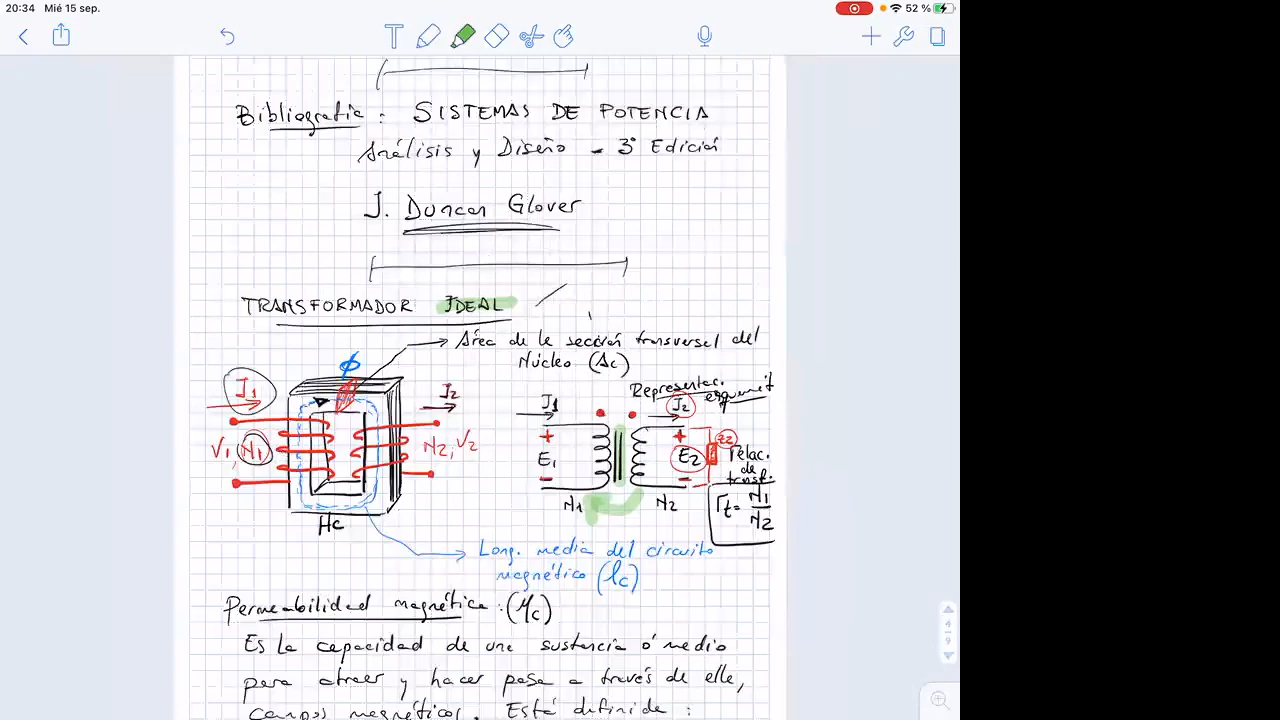 20:34 Mié 15 sep.
52 %
Bibliografía: SISTEMAS DE POTENCIA
Análisis y Diseño - 3° Edición
J. Duncan Glover
TRANSFORMADOR IDEAL
Área de la sección transversal del
Núcleo (Ac)
ϕ
Representac.
esquemát
I1
I2
V1, N1
N2, V2
Hc
I1
I2
+
+
E1
E2
Z2
-
-
N1
N2
relac.
de
transf.
rt = N1/N2
Long. media del circuito
magnético (lc)
Permeabilidad magnética: (μc)
Es la capacidad de una sustancia ó medio
para atraer y hacer pasar a través de ella,
campos magnéticos. Está definida:
4
9